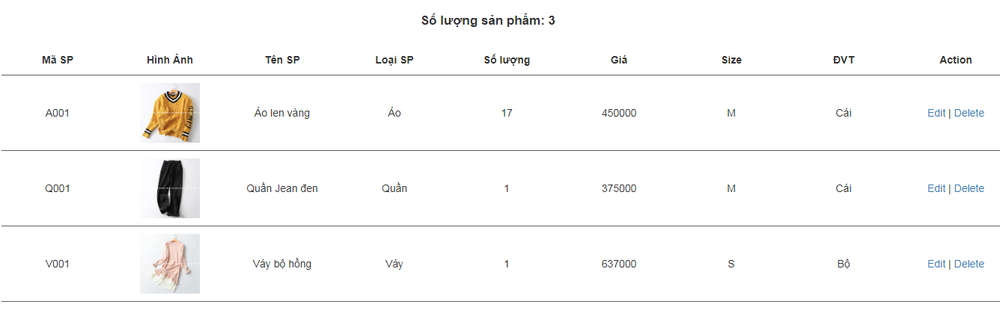 Số lượng sản phẩm: 3
Mã SP Hình Ảnh Tên SP Loại SP Số lượng Giá Size ĐVT Action
A001 Áo len vàng Áo 17 450000 M Cái Edit | Delete
Q001 Quần Jean đen Quần 1 375000 M Cái Edit | Delete
V001 Váy bộ hồng Váy 1 637000 S Bộ Edit | Delete